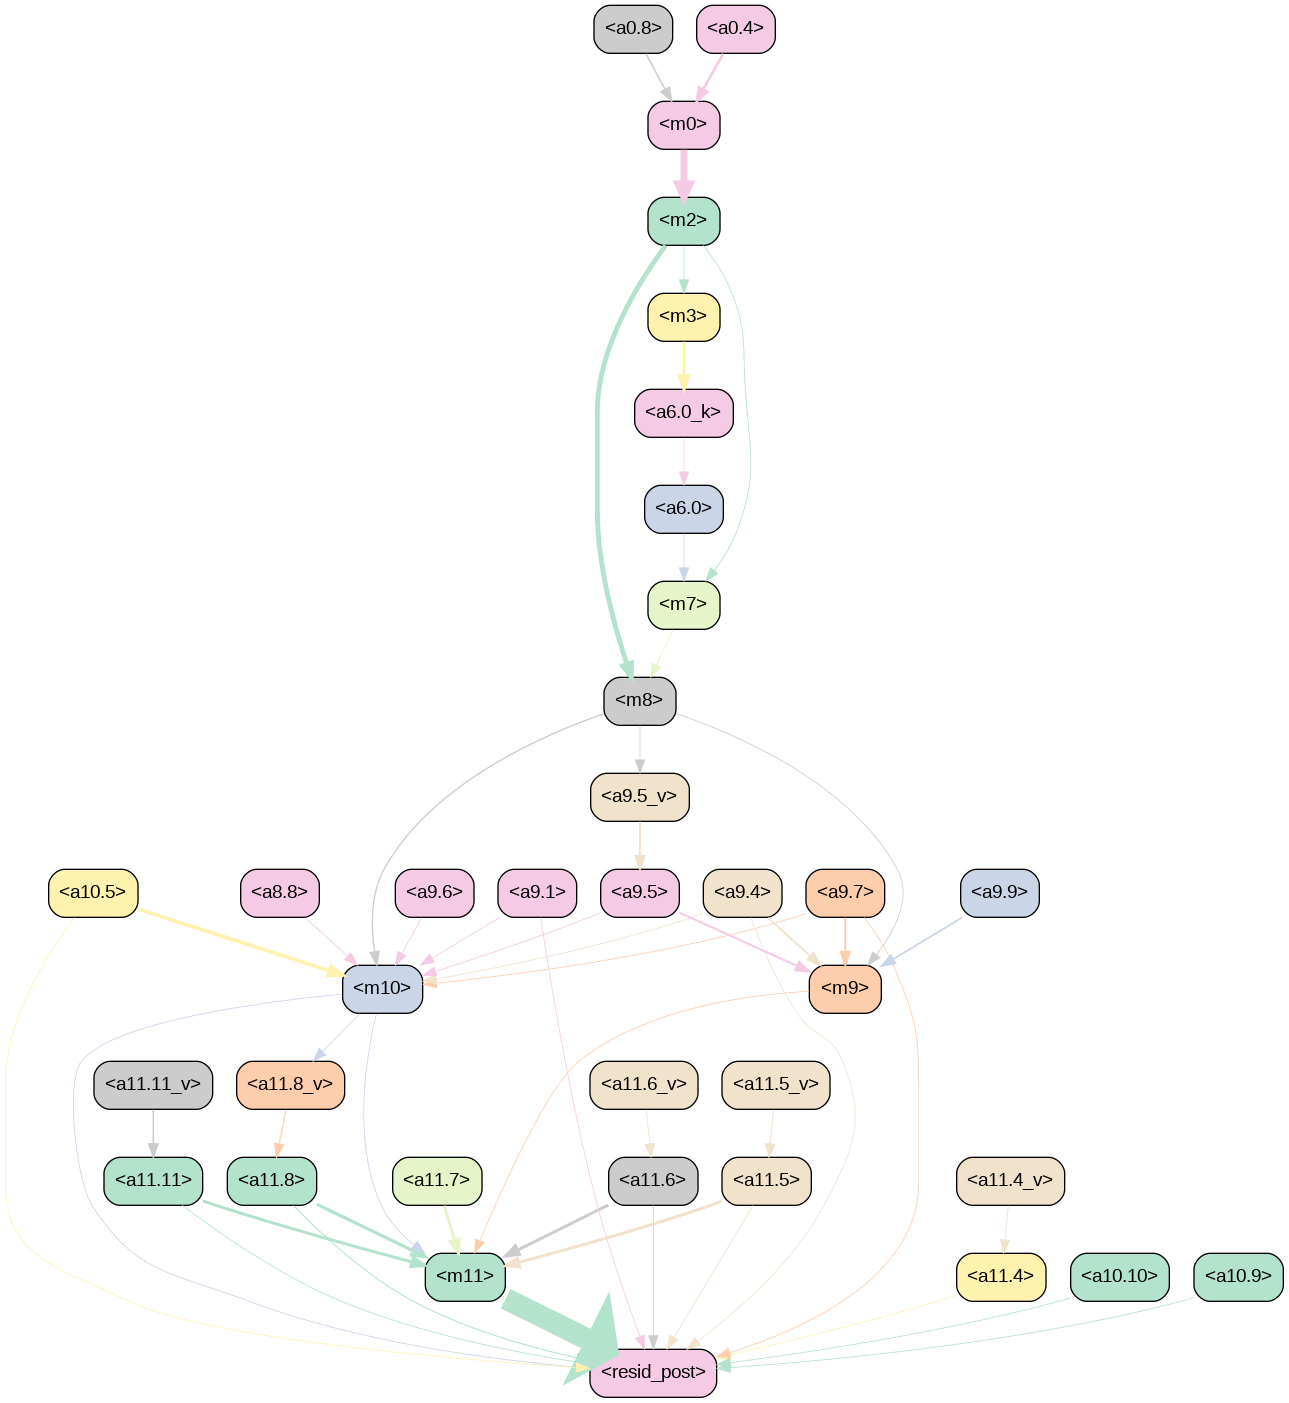 <a0.8> <a0.4>
<m0>
<m2>
<m3>
<a6.0_k>
<a6.0>
<m7>
<m8>
<a9.5_v>
<a10.5> <a8.8> <a9.6> <a9.1> <a9.5> <a9.4> <a9.7> <a9.9>
<m10> <m9>
<a11.11_v> <a11.8_v> <a11.6_v> <a11.5_v>
<a11.11> <a11.8> <a11.7> <a11.6> <a11.5> <a11.4_v>
<m11> <a11.4> <a10.10> <a10.9>
<resid_post>